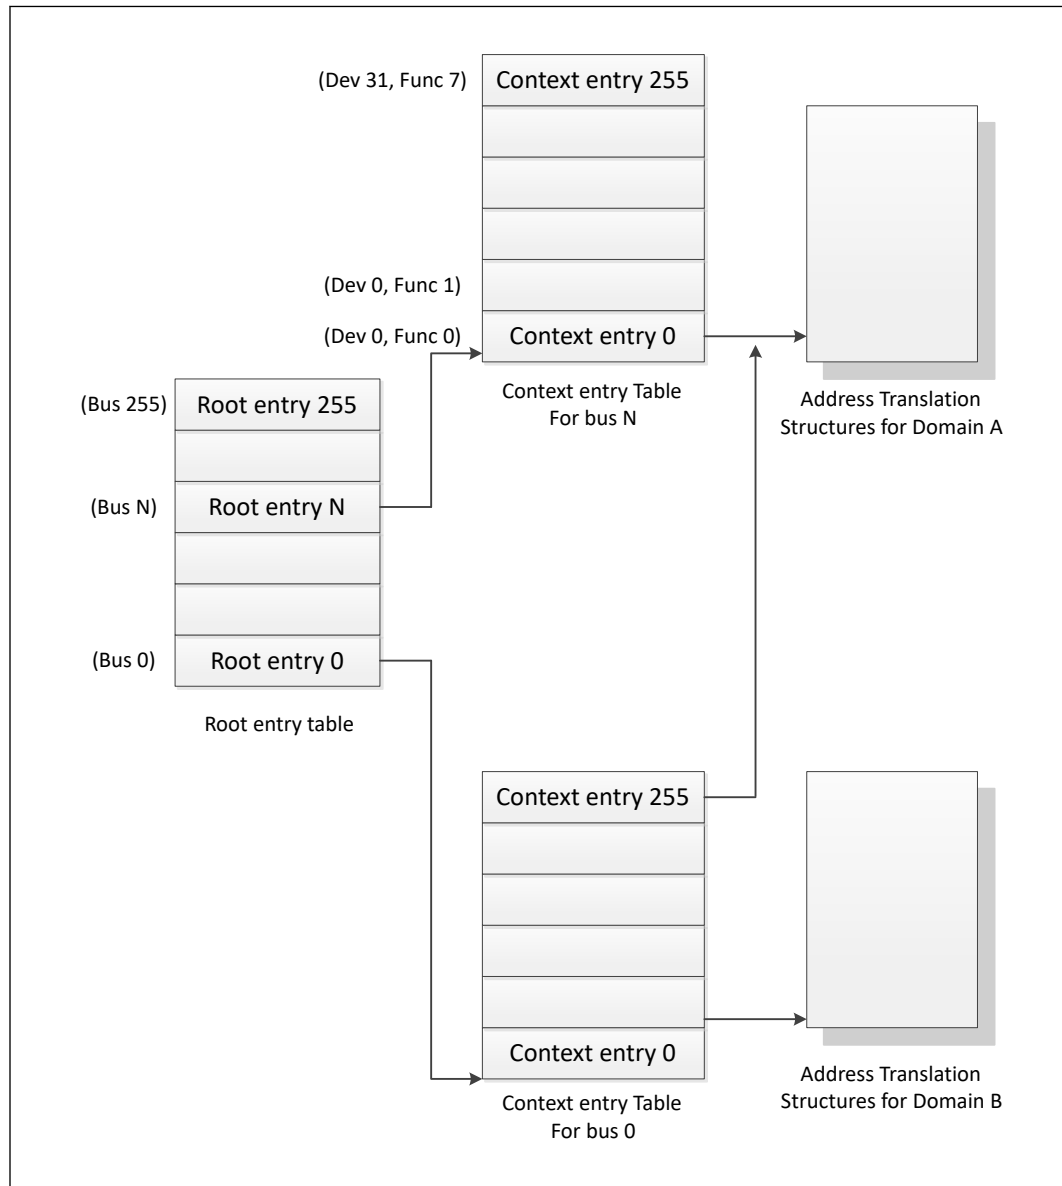 (Dev 31, Func 7)
Context entry 255
(Dev 0, Func 1)
(Dev 0, Func 0)
Context entry 0
Context entry Table
For bus N
Address Translation
Structures for Domain A
(Bus 255)
Root entry 255
(Bus N)
Root entry N
(Bus 0)
Root entry 0
Root entry table
Context entry 255
Context entry 0
Context entry Table
For bus 0
Address Translation
Structures for Domain B